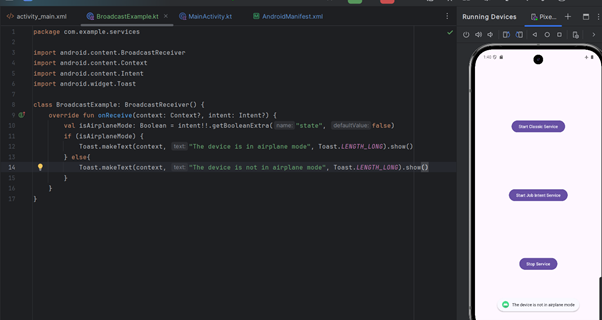 activity_main.xml
BroadcastExample.kt
MainActivity.kt
AndroidManifest.xml
Running Devices
Pixe...
1 package com.example.services
2
3 import android.content.BroadcastReceiver
4 import android.content.Context
5 import android.content.Intent
6 import android.widget.Toast
7
8 class BroadcastExample: BroadcastReceiver() {
9 override fun onReceive(context: Context?, intent: Intent?) {
10 val isAirplaneMode: Boolean = intent!!.getBooleanExtra( name: "state", defaultValue: false)
11 if (isAirplaneMode) {
12 Toast.makeText(context, text: "The device is in airplane mode", Toast.LENGTH_LONG).show()
13 } else{
14 Toast.makeText(context, text: "The device is not in airplane mode", Toast.LENGTH_LONG).show()
15 }
16 }
17 }
Start Classic Service
Start Job Intent Service
Stop Service
The device is not in airplane mode